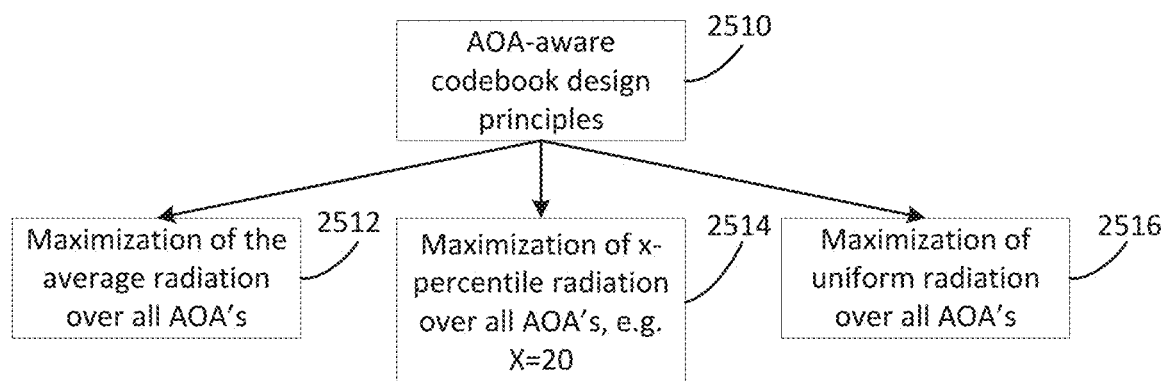 AOA-aware
codebook design
principles
2510
Maximization of the
average radiation
over all AOA's
2512
Maximization of x-
percentile radiation
over all AOA's, e.g.
X=20
2514
Maximization of
uniform radiation
over all AOA's
2516